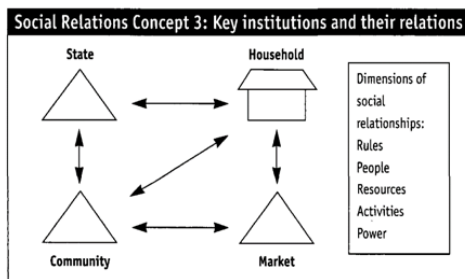 Social Relations Concept 3: Key institutions and their relations
State
Household
Community
Market
Dimensions of
social
relationships:
Rules
People
Resources
Activities
Power